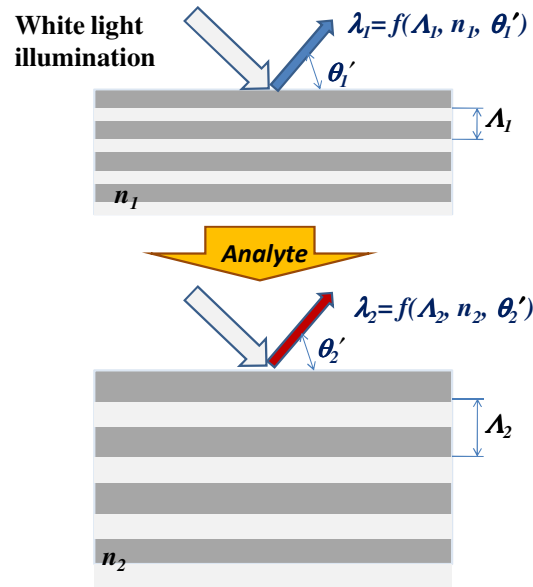 White light
illumination
λ₁= f(Λ₁, n₁, θ₁′)
θ₁′
Λ₁
n₁
Analyte
λ₂= f(Λ₂, n₂, θ₂′)
θ₂′
Λ₂
n₂